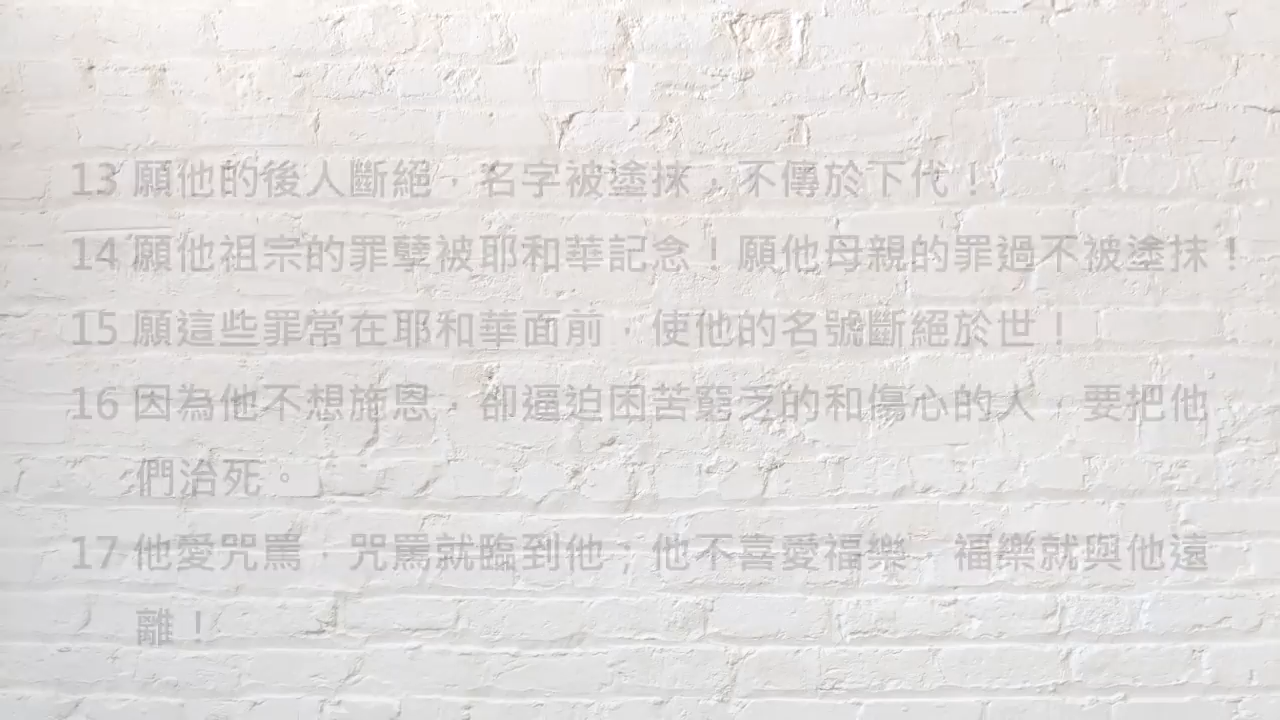 13 願他的後人斷絕，名字被塗抹，不傳於下代！
14 願他祖宗的罪孽被耶和華記念！願他母親的罪過不被塗抹！
15 願這些罪常在耶和華面前，使他的名號斷絕於世！
16 因為他不想施恩，卻逼迫困苦窮乏的和傷心的人，要把他
們治死。
17 他愛咒罵，咒罵就臨到他；他不喜愛福樂，福樂就與他遠
離！